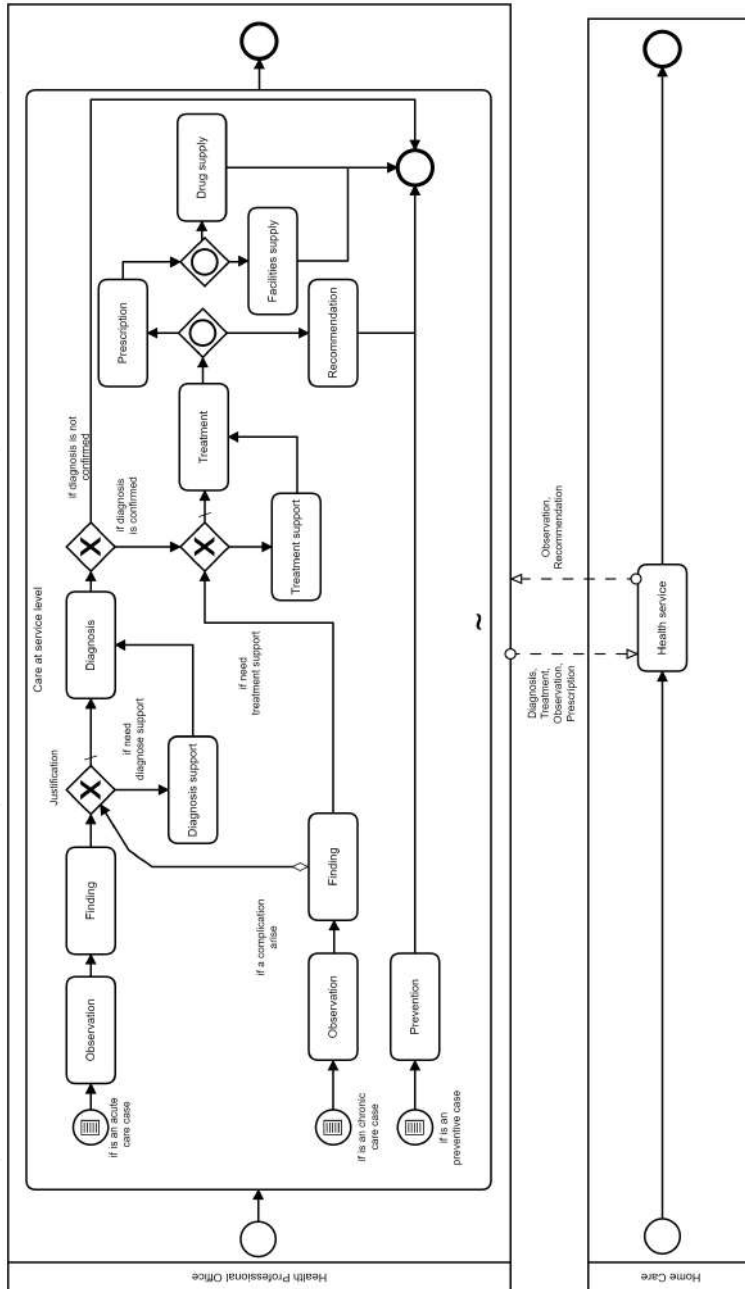 Health Professional Office
Care at service level
if is an acute
care case
Observation
Finding
Justification
if need
diagnose support
Diagnosis support
Diagnosis
if diagnosis is not
confirmed
if diagnosis
is confirmed
if is an chronic
care case
Observation
if a complication
arise
Finding
if need
treatment support
Treatment support
Treatment
Prescription
Recommendation
Drug supply
Facilities supply
if is an
preventive case
Prevention
~
Diagnosis,
Treatment,
Observation,
Prescription
Observation,
Recommendation
Home Care
Health service